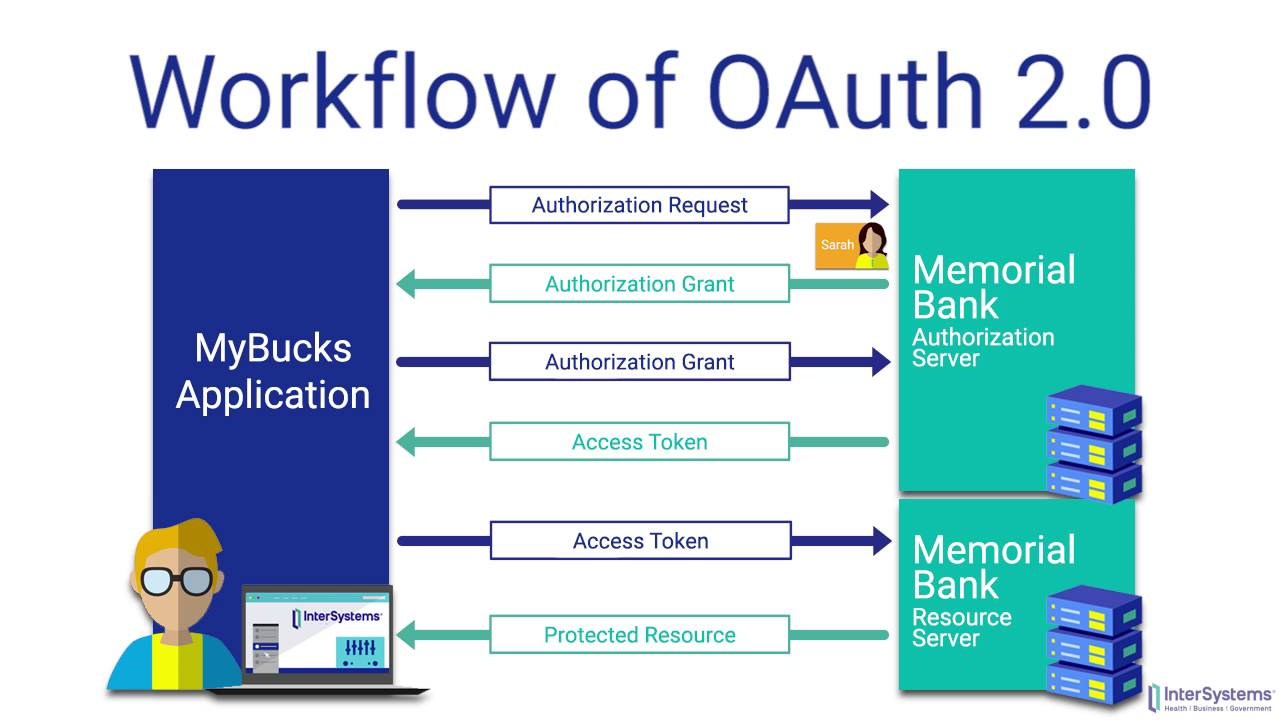 Workflow of OAuth 2.0
MyBucks
Application
Authorization Request
Sarah
Authorization Grant
Authorization Grant
Access Token
Access Token
Protected Resource
Memorial
Bank
Authorization
Server
Memorial
Bank
Resource
Server
InterSystems
InterSystems
Health | Business | Government